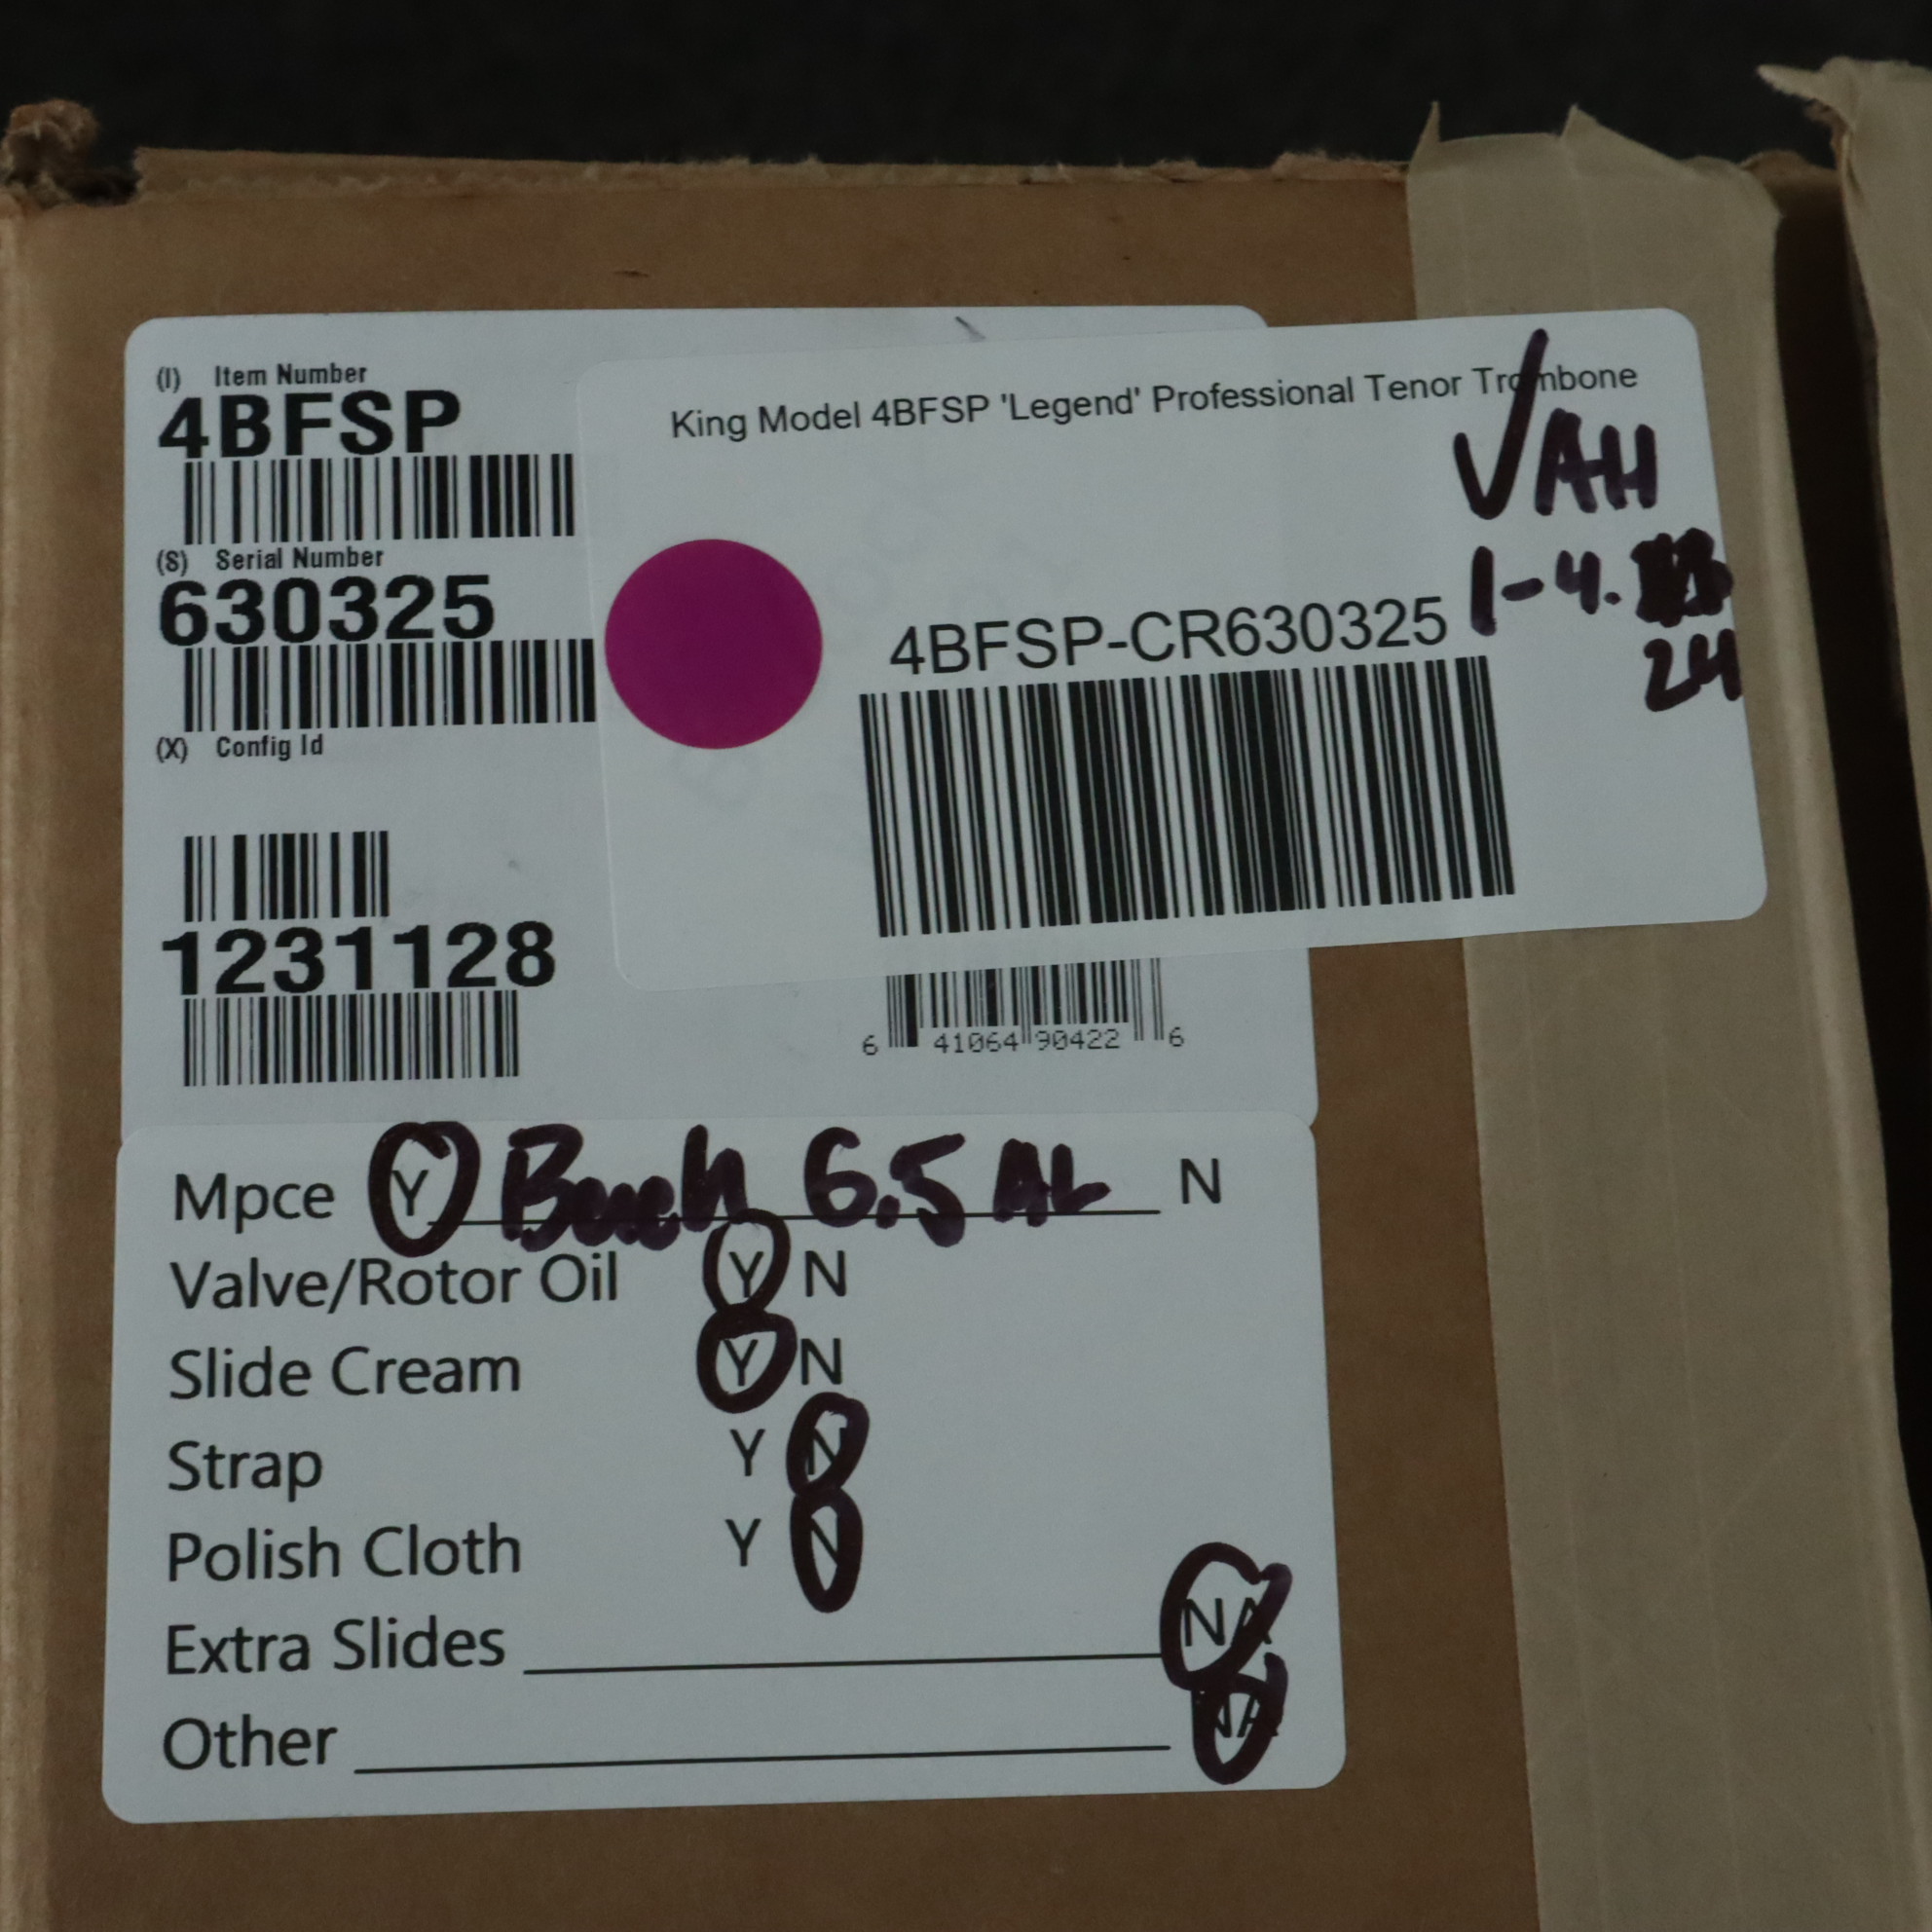 (I) Item Number
4BFSP
(S) Serial Number
630325
(X) Config Id
1231128
King Model 4BFSP 'Legend' Professional Tenor Trombone
√AH
1-4.
24
4BFSP-CR630325
6 41064 90422 6
Mpce Y Bach 6.5 AL N
Valve/Rotor Oil Y N
Slide Cream Y N
Strap Y N
Polish Cloth Y N
Extra Slides NA
Other NA